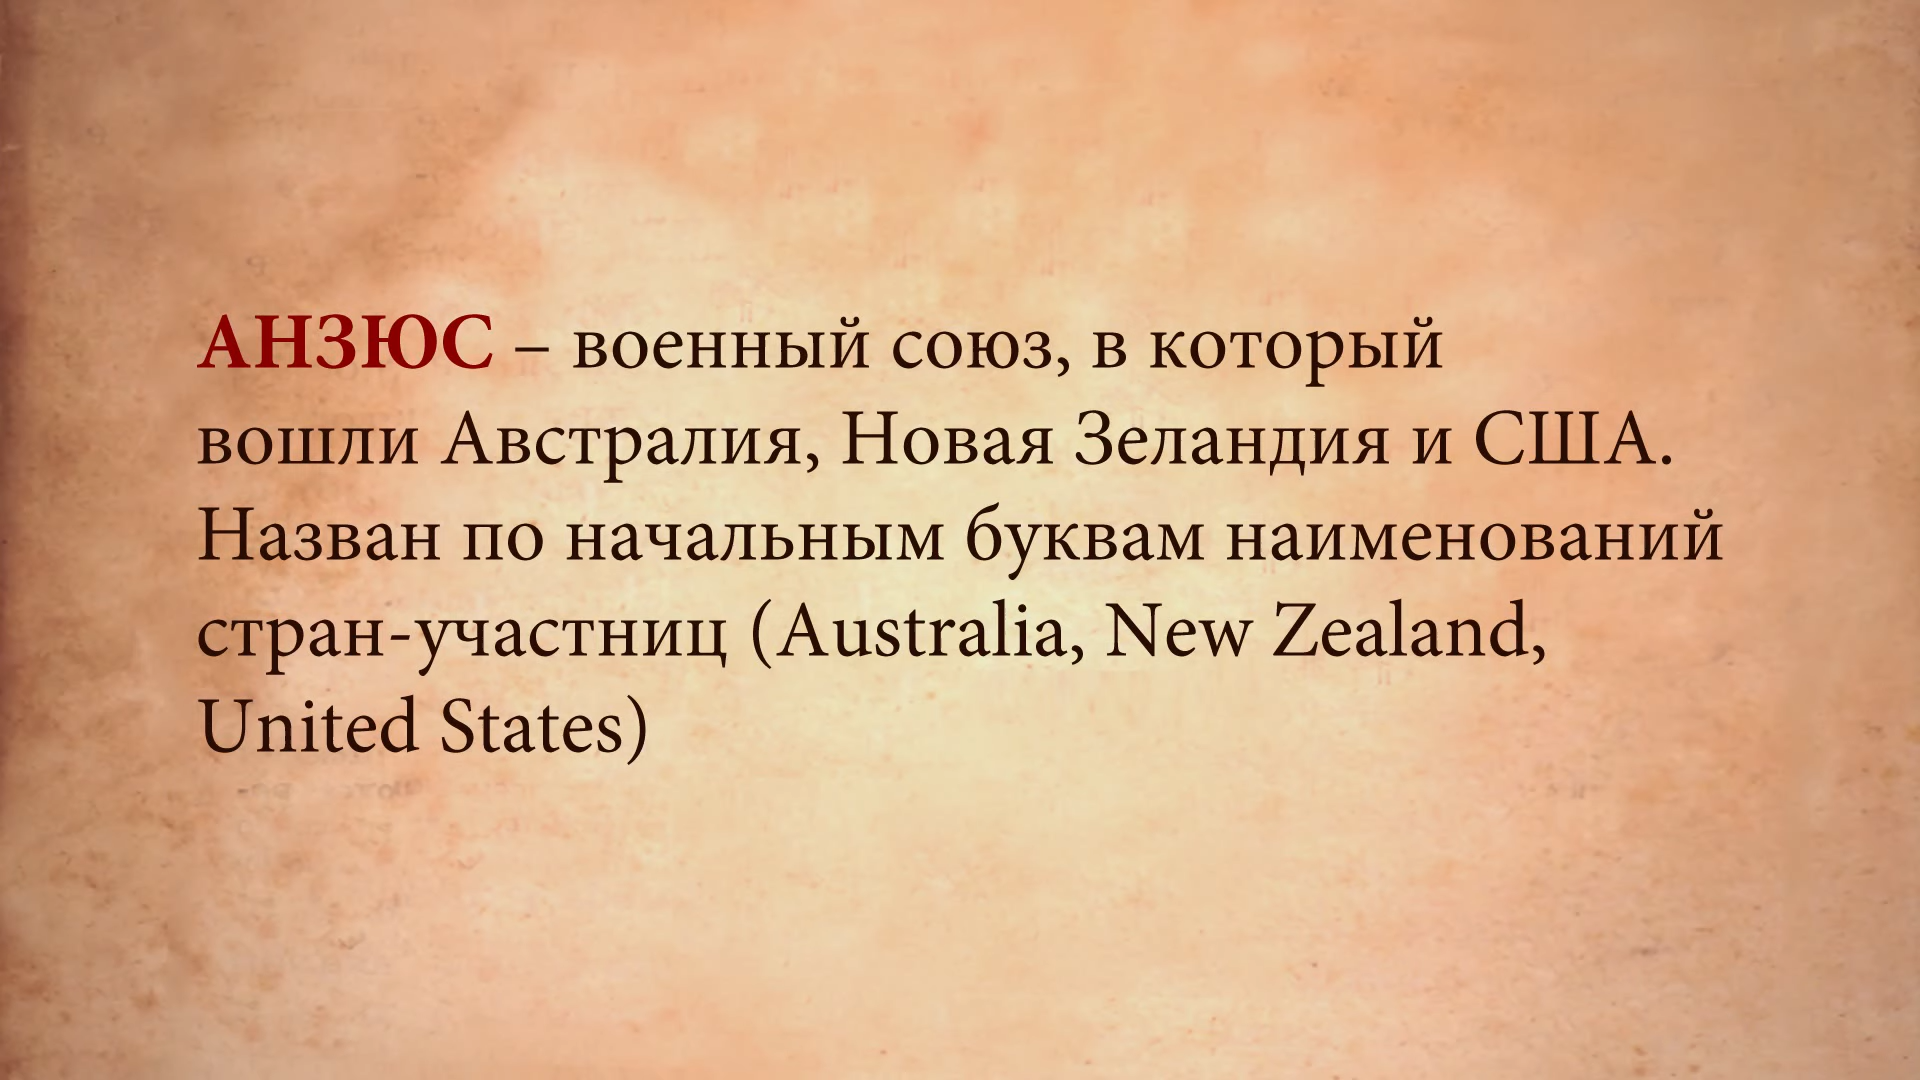 АНЗЮС – военный союз, в который
вошли Австралия, Новая Зеландия и США.
Назван по начальным буквам наименований
стран-участниц (Australia, New Zealand,
United States)